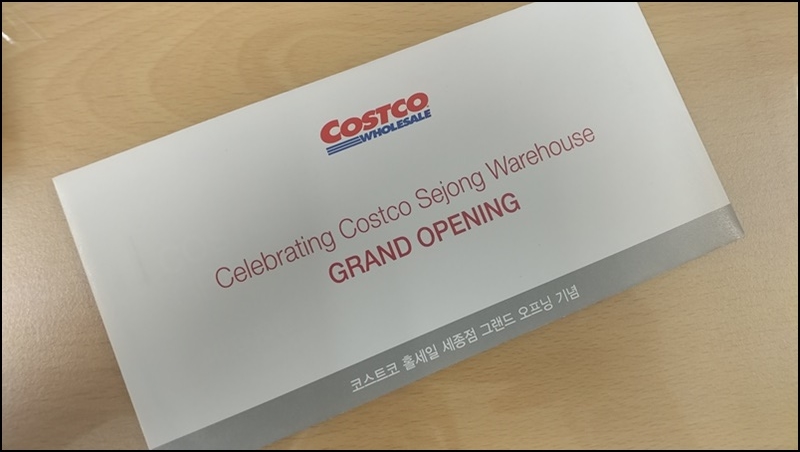 COSTCO
WHOLESALE
Celebrating Costco Sejong Warehouse
GRAND OPENING
코스트코 홀세일 세종점 그랜드 오프닝 기념